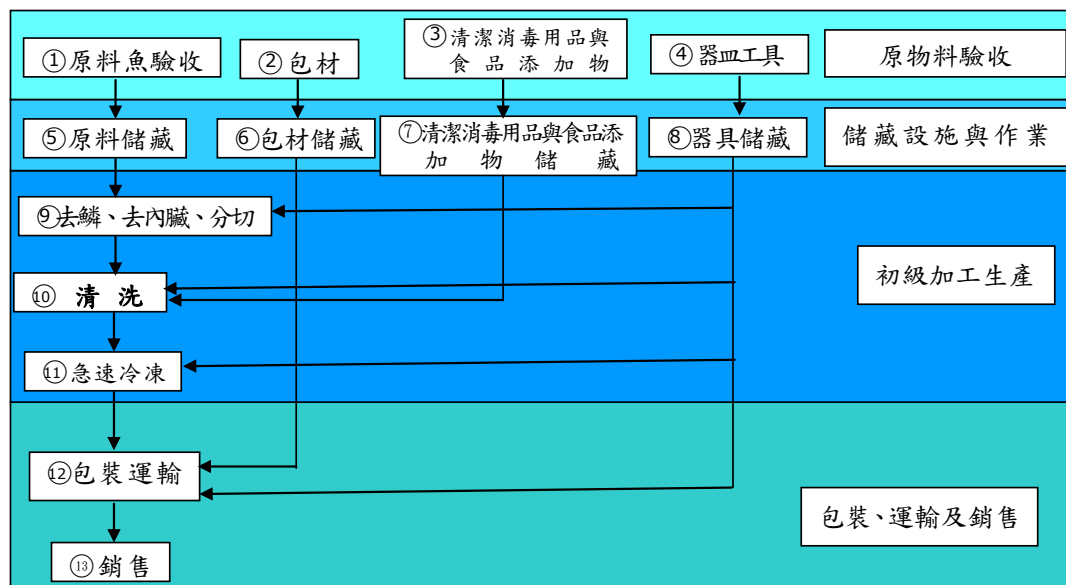 ①原料魚驗收
②包材
③清潔消毒用品與
食品添加物
④器皿工具
原物料驗收
⑤原料儲藏
⑥包材儲藏
⑦清潔消毒用品與食品添
加物儲藏
⑧器具儲藏
儲藏設施與作業
⑨去鱗、去內臟、分切
⑩清洗
初級加工生產
⑪急速冷凍
⑫包裝運輸
包裝、運輸及銷售
⑬銷售